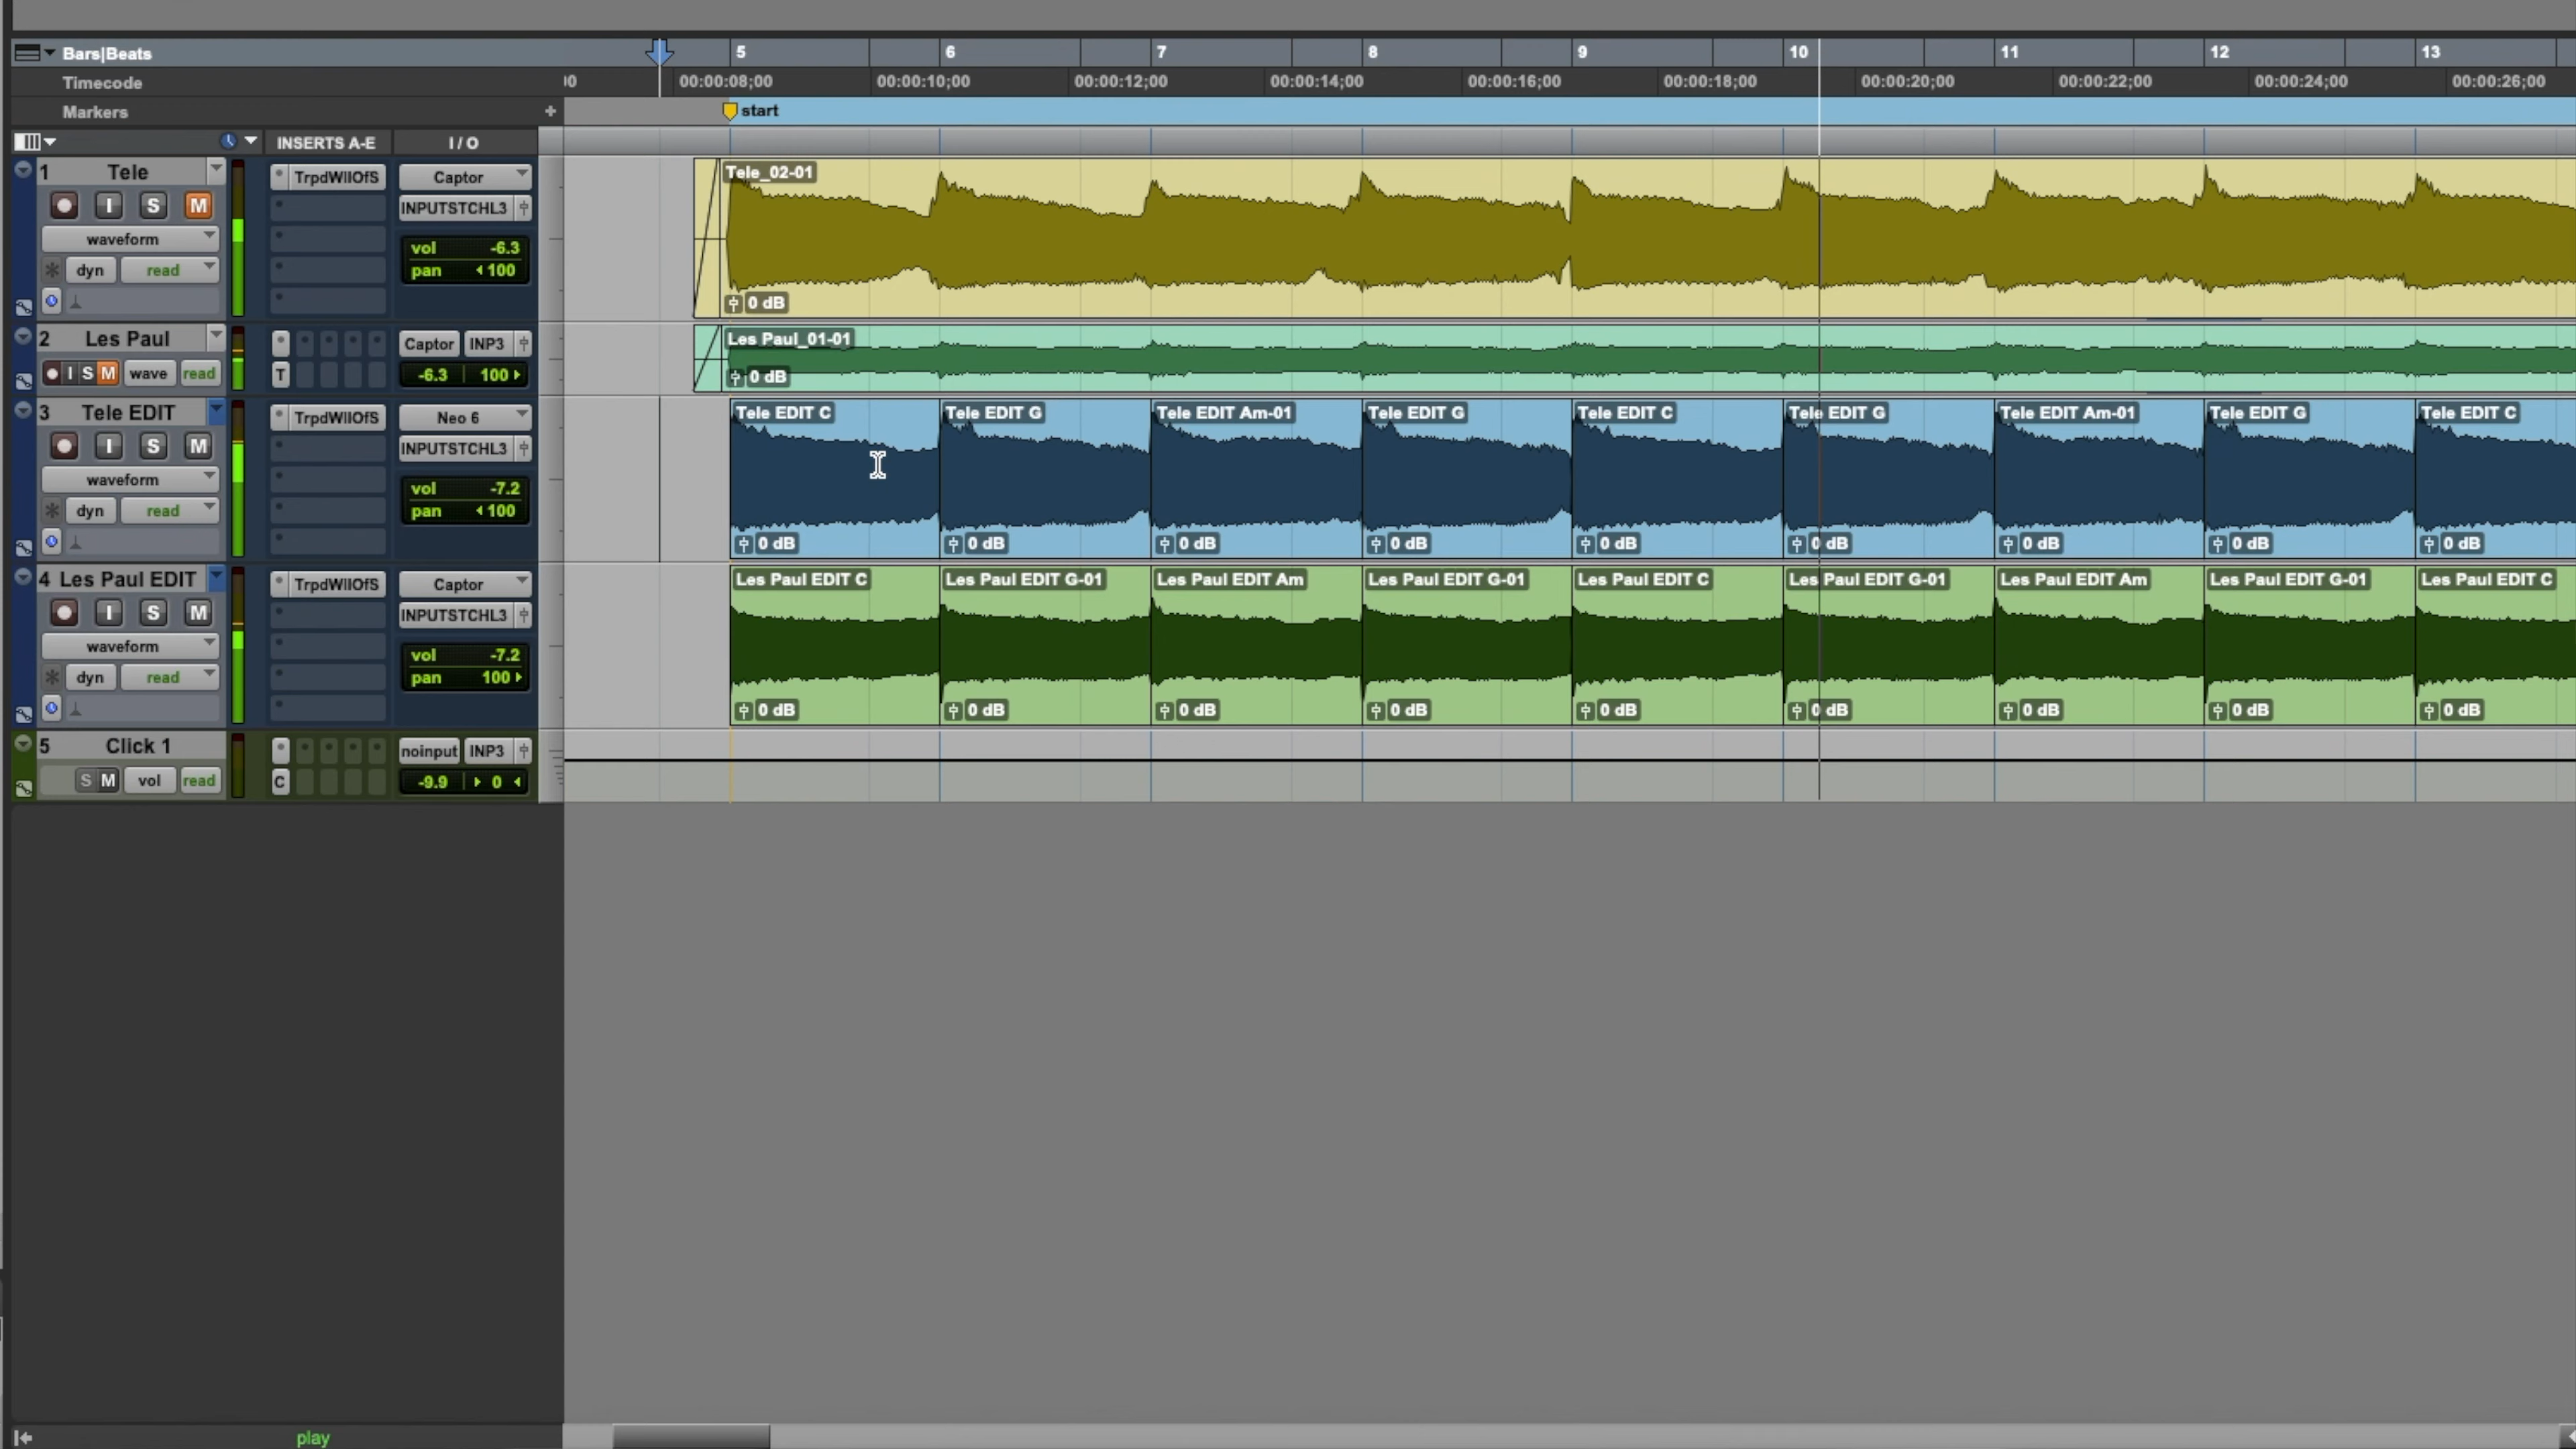 Bars|Beats 5 6 7 8 9 10 11 12 13
Timecode 00:00:08;00 00:00:10;00 00:00:12;00 00:00:14;00 00:00:16;00 00:00:18;00 00:00:20;00 00:00:22;00 00:00:24;00 00:00:26;00
Markers + start
INSERTS A-E I / O
1 Tele TrpdWllOfS Captor Tele_02-01
I S M INPUTSTCHL3
waveform vol -6.3
dyn read pan 100
0 dB
2 Les Paul Captor INP3 Les Paul_01-01
I S M wave read T -6.3 100 0 dB
3 Tele EDIT TrpdWllOfS Neo 6 Tele EDIT C Tele EDIT G Tele EDIT Am-01 Tele EDIT G Tele EDIT C Tele EDIT G Tele EDIT Am-01 Tele EDIT G Tele EDIT C
I S M INPUTSTCHL3
waveform vol -7.2
dyn read pan 100
0 dB 0 dB 0 dB 0 dB 0 dB 0 dB 0 dB 0 dB 0 dB
4 Les Paul EDIT TrpdWllOfS Captor Les Paul EDIT C Les Paul EDIT G-01 Les Paul EDIT Am Les Paul EDIT G-01 Les Paul EDIT C Les Paul EDIT G-01 Les Paul EDIT Am Les Paul EDIT G-01 Les Paul EDIT C
I S M INPUTSTCHL3
waveform vol -7.2
dyn read pan 100
0 dB 0 dB 0 dB 0 dB 0 dB 0 dB 0 dB 0 dB 0 dB
5 Click 1 noinput INP3
S M vol read C -9.9 0
play